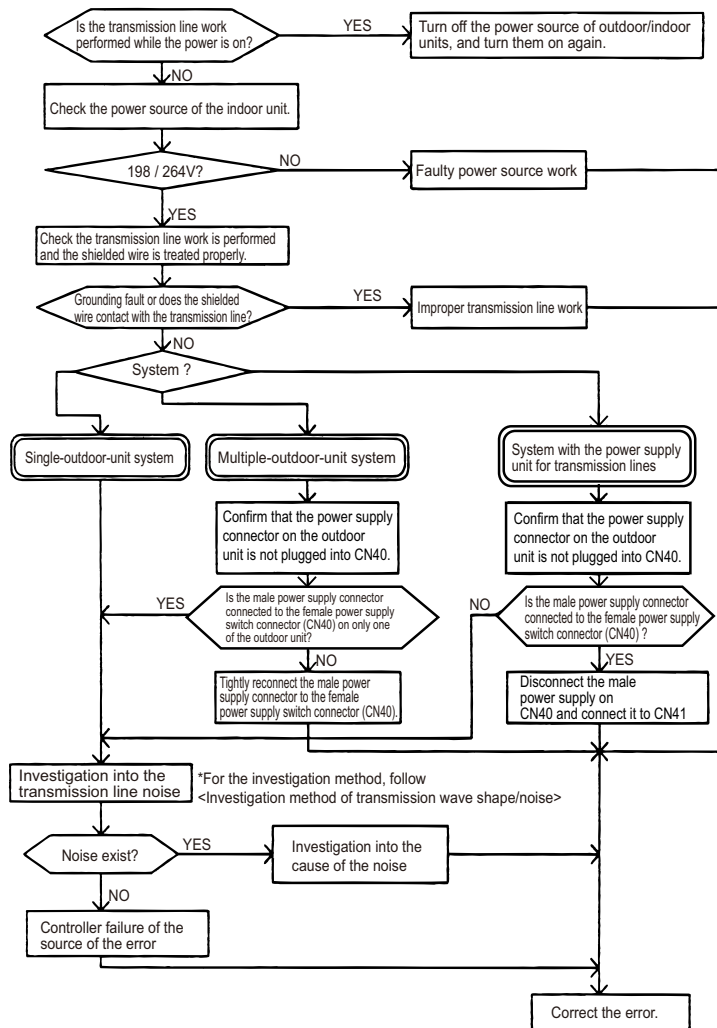 Is the transmission line work
performed while the power is on?
YES
Turn off the power source of outdoor/indoor
units, and turn them on again.
NO
Check the power source of the indoor unit.
198 / 264V?
NO
Faulty power source work
YES
Check the transmission line work is performed
and the shielded wire is treated properly.
Grounding fault or does the shielded
wire contact with the transmission line?
YES
Improper transmission line work
NO
System ?
Single-outdoor-unit system
Multiple-outdoor-unit system
System with the power supply
unit for transmission lines
Confirm that the power supply
connector on the outdoor
unit is not plugged into CN40.
Confirm that the power supply
connector on the outdoor
unit is not plugged into CN40.
YES
Is the male power supply connector
connected to the female power supply
switch connector (CN40) on only one
of the outdoor unit?
NO
Is the male power supply connector
connected to the female power supply
switch connector (CN40) ?
NO
YES
Tightly reconnect the male power
supply connector to the female
power supply switch connector (CN40).
Disconnect the male
power supply on
CN40 and connect it to CN41
Investigation into the
transmission line noise
*For the investigation method, follow
<Investigation method of transmission wave shape/noise>
Noise exist?
YES
Investigation into the
cause of the noise
NO
Controller failure of the
source of the error
Correct the error.